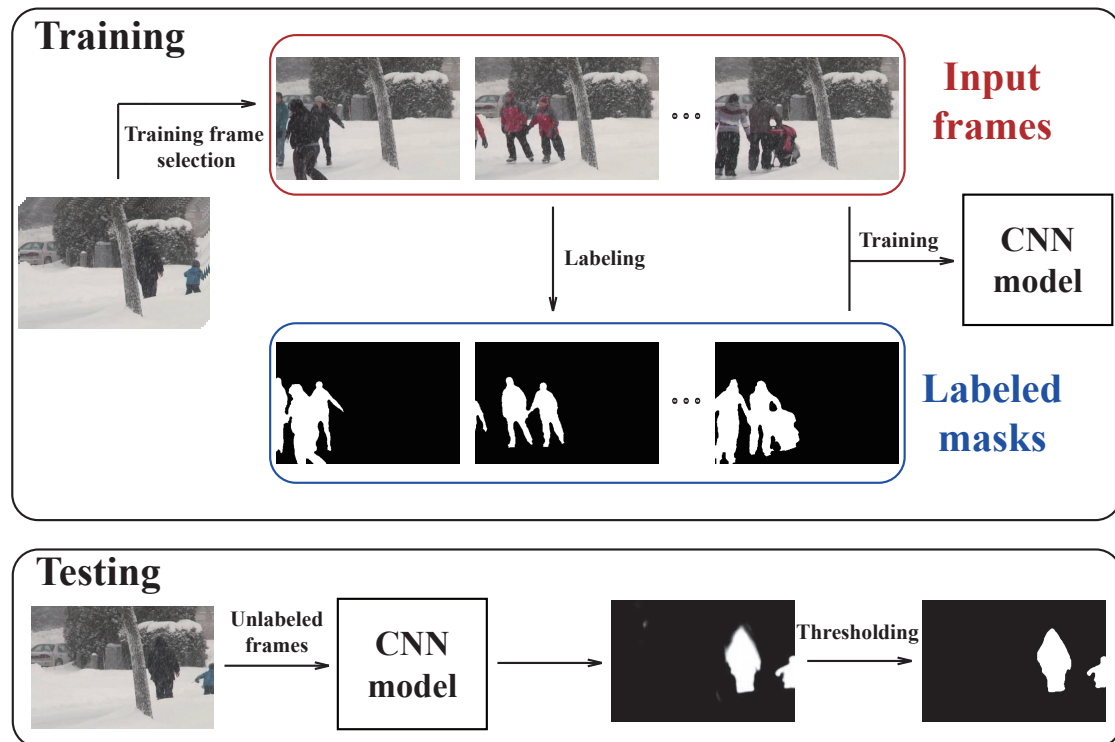 Training
Training frame
selection
Input
frames
Labeling
Training
CNN
model
Labeled
masks
Testing
Unlabeled
frames
CNN
model
Thresholding